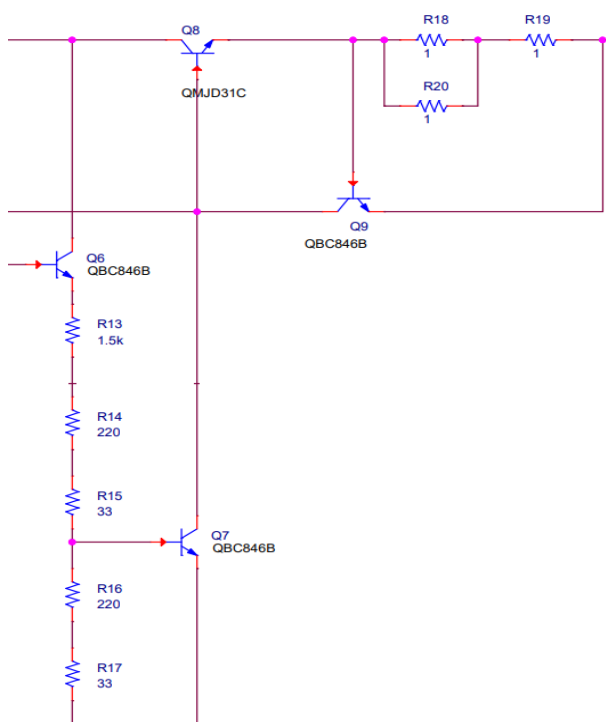 Q8
QMJD31C
R18
1
R19
1
R20
1
Q9
QBC846B
Q6
QBC846B
R13
1.5k
R14
220
R15
33
Q7
QBC846B
R16
220
R17
33